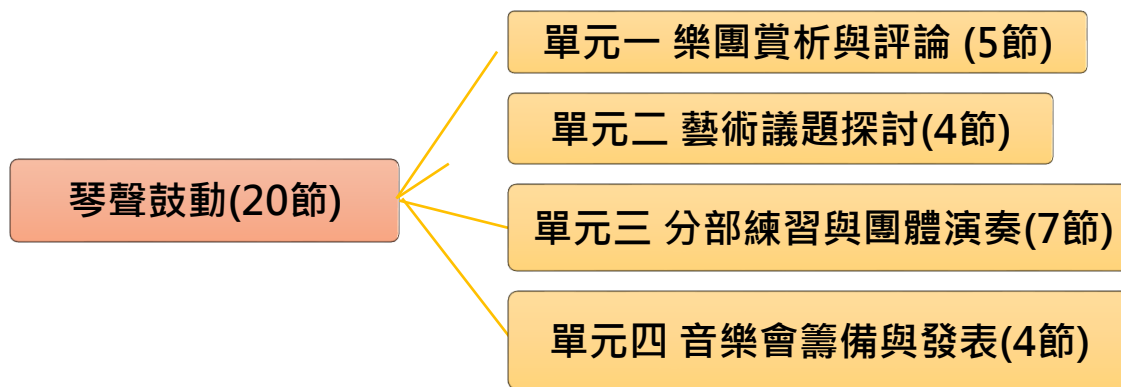 單元一 樂團賞析與評論 (5節)
單元二 藝術議題探討(4節)
琴聲鼓動(20節)
單元三 分部練習與團體演奏(7節)
單元四 音樂會籌備與發表(4節)